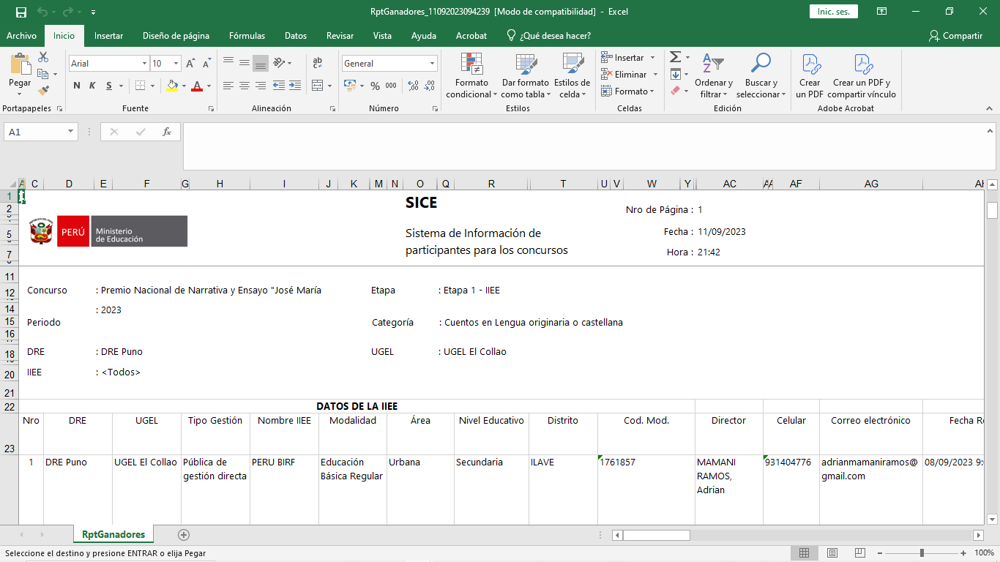 RptGanadores_11092023094239 [Modo de compatibilidad] - Excel
Inic. ses.
Archivo Inicio Insertar Diseño de página Fórmulas Datos Revisar Vista Ayuda Acrobat ¿Qué desea hacer? Compartir
Pegar
Portapapeles
Arial 10
N K S
Fuente
Alineación
General
% 000
Número
Formato condicional
Dar formato como tabla
Estilos de celda
Estilos
Insertar
Eliminar
Formato
Celdas
Ordenar y filtrar
Buscar y seleccionar
Edición
Crear un PDF
Crear un PDF y compartir vínculo
Adobe Acrobat
A1
fx
A C D E F G H I J K M N O Q R T U V W Y AC AF AG
1
2
5
7
11
12
14
15
16
18
20
21
22
23
SICE
Sistema de Información de
participantes para los concursos
Nro de Página : 1
Fecha : 11/09/2023
Hora : 21:42
PERÚ
Ministerio
de Educación
Concurso : Premio Nacional de Narrativa y Ensayo "José María
Etapa : Etapa 1 - IIEE
: 2023
Periodo
Categoría : Cuentos en Lengua originaria o castellana
DRE : DRE Puno
UGEL : UGEL El Collao
IIEE : <Todos>
DATOS DE LA IIEE
Nro DRE UGEL Tipo Gestión Nombre IIEE Modalidad Área Nivel Educativo Distrito Cod. Mod. Director Celular Correo electrónico Fecha R
1 DRE Puno UGEL El Collao Pública de gestión directa PERU BIRF Educación Básica Regular Urbana Secundaria ILAVE 1761857 MAMANI RAMOS, Adrian 931404776 adrianmamaniramos@gmail.com 08/09/2023 9:
RptGanadores
Seleccione el destino y presione ENTRAR o elija Pegar
100%